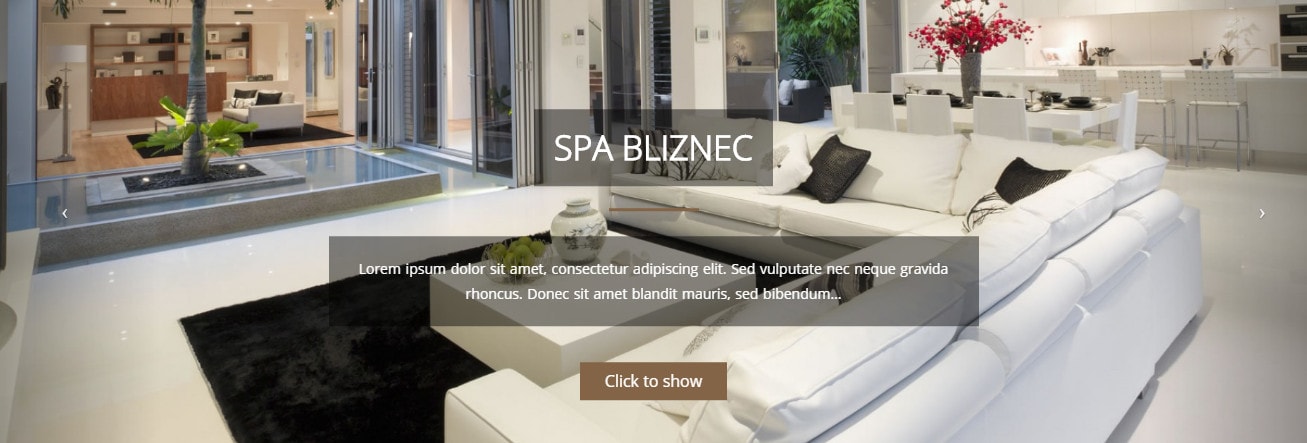 SPA BLIZNEC
‹
›
Lorem ipsum dolor sit amet, consectetur adipiscing elit. Sed vulputate nec neque gravida
rhoncus. Donec sit amet blandit mauris, sed bibendum...
Click to show